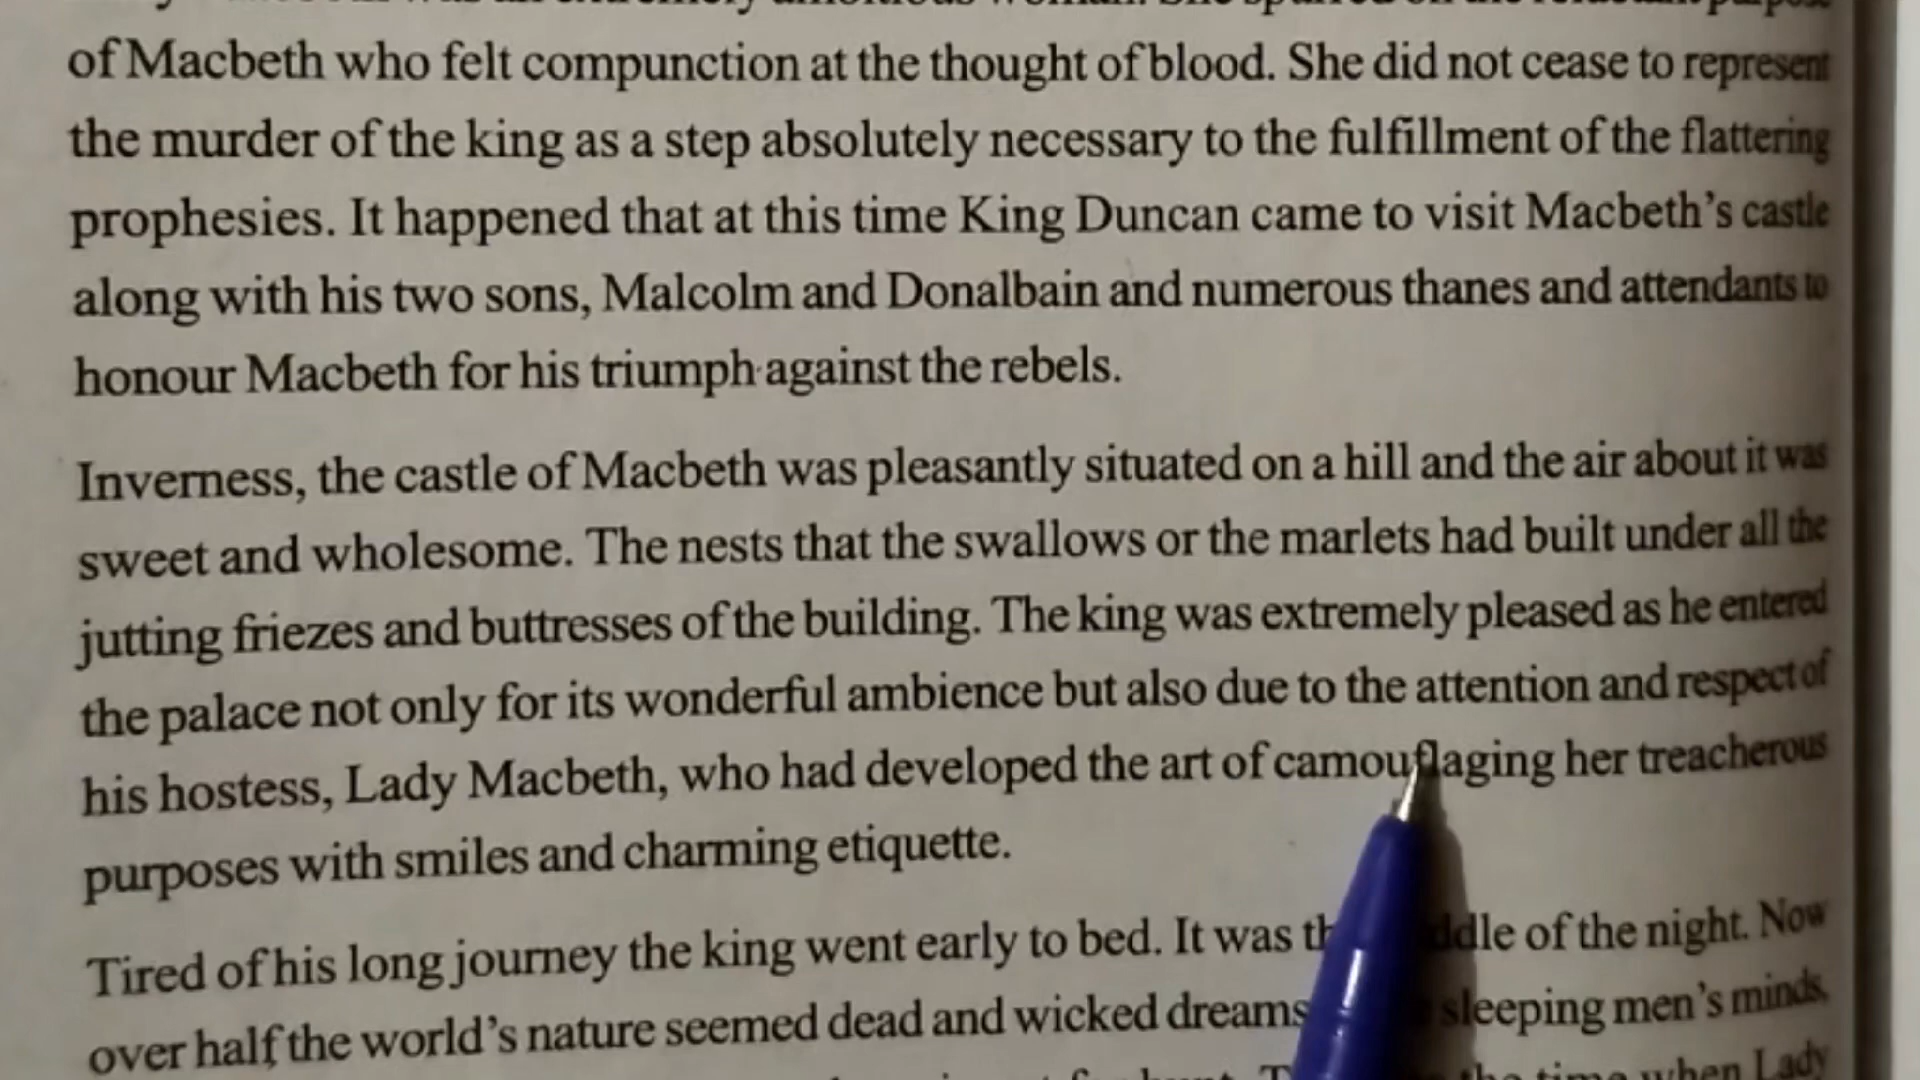 of Macbeth who felt compunction at the thought of blood. She did not cease to represent
the murder of the king as a step absolutely necessary to the fulfillment of the flattering
prophesies. It happened that at this time King Duncan came to visit Macbeth's castle
along with his two sons, Malcolm and Donalbain and numerous thanes and attendants to
honour Macbeth for his triumph against the rebels.
Inverness, the castle of Macbeth was pleasantly situated on a hill and the air about it was
sweet and wholesome. The nests that the swallows or the marlets had built under all the
jutting friezes and buttresses of the building. The king was extremely pleased as he entered
the palace not only for its wonderful ambience but also due to the attention and respect of
his hostess, Lady Macbeth, who had developed the art of camouflaging her treacherous
purposes with smiles and charming etiquette.
Tired of his long journey the king went early to bed. It was of the night. Now
over half the world's nature seemed dead and wicked dreams sleeping men's minds.
the time when Lady